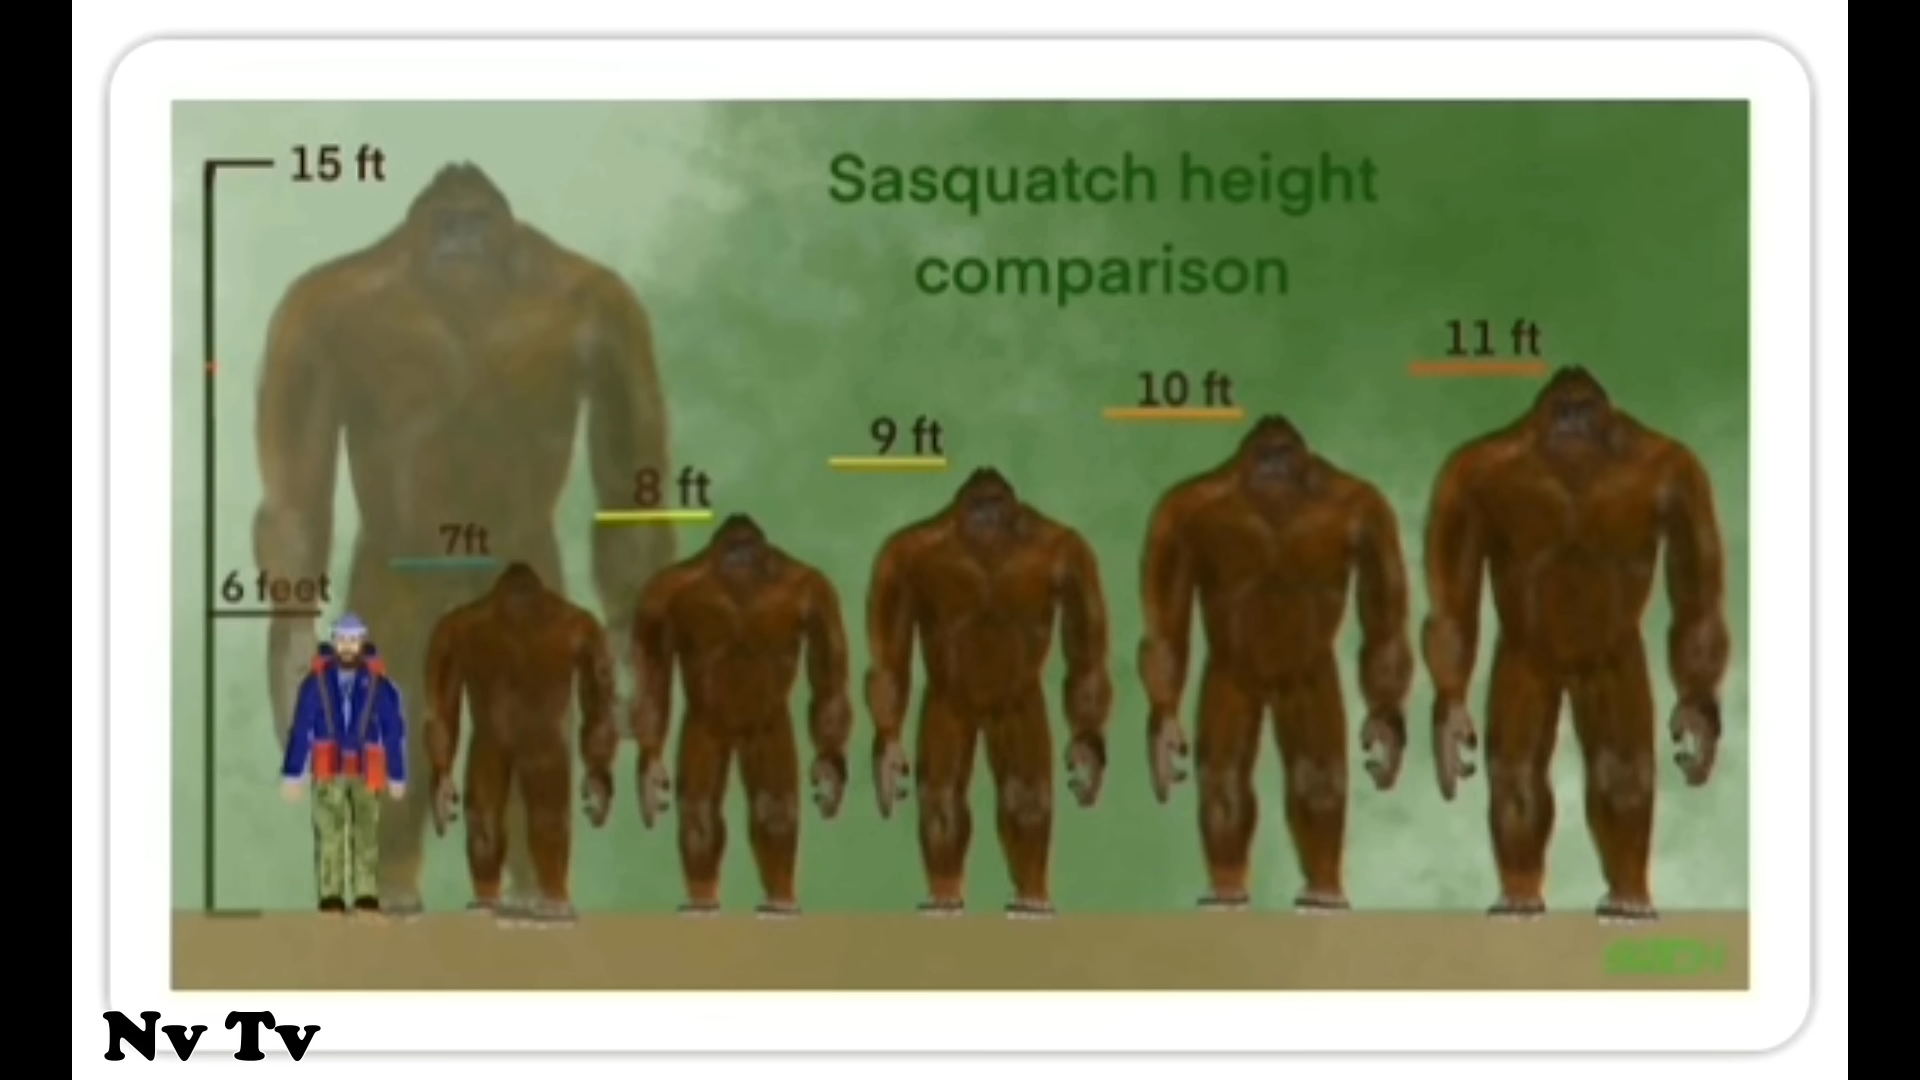 15 ft
Sasquatch height
comparison
11 ft
10 ft
9 ft
8 ft
7ft
6 feet
Nv Tv